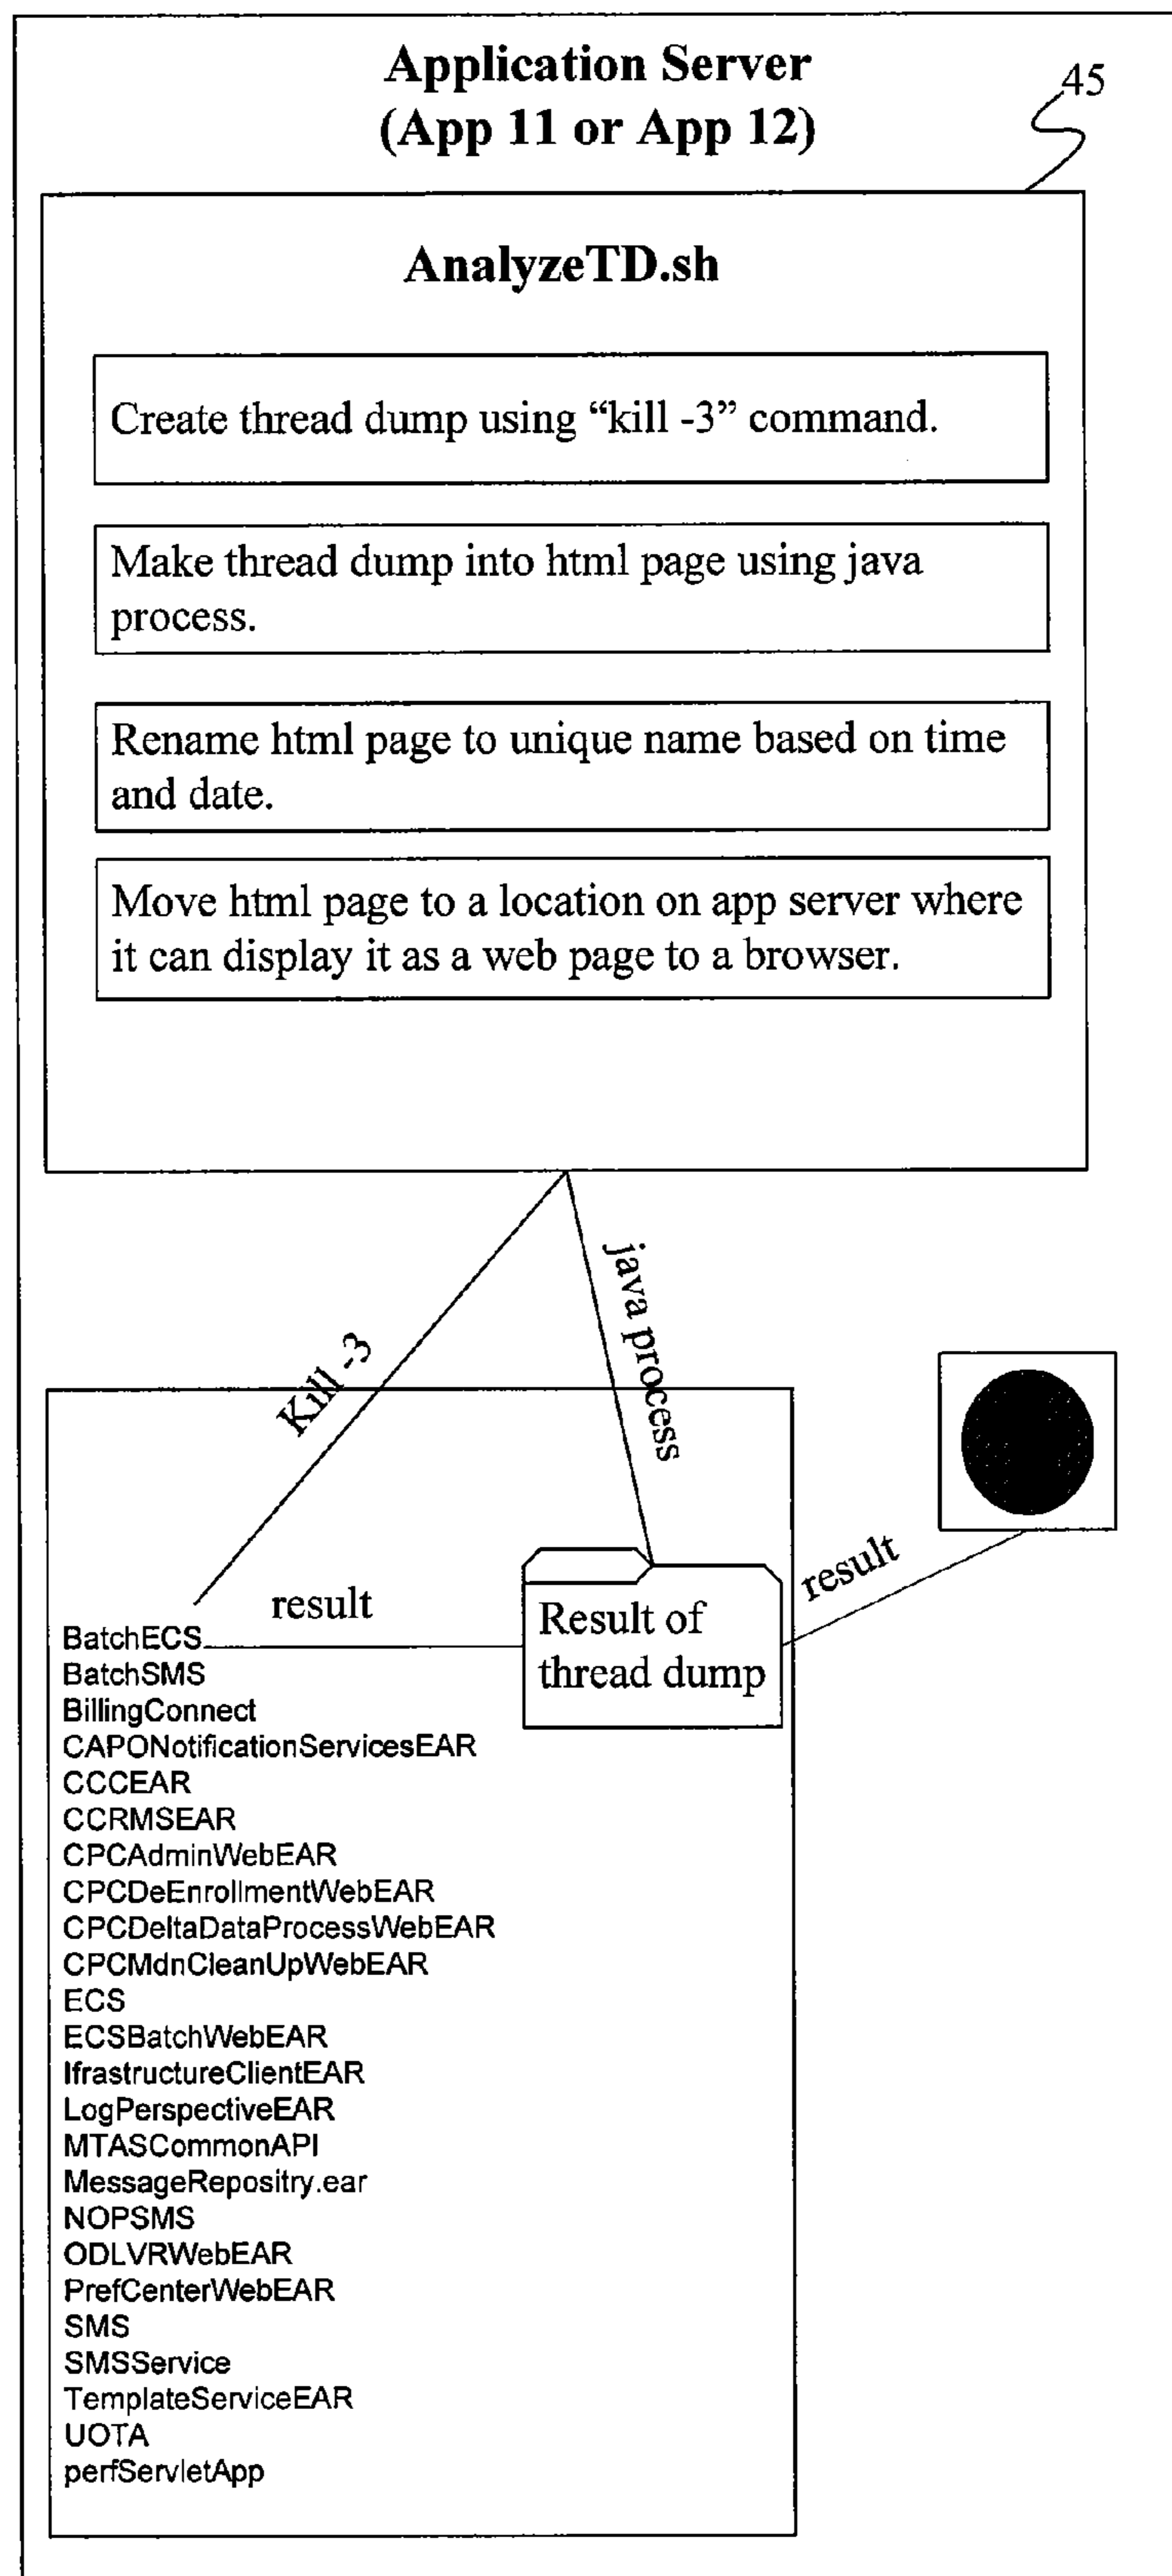 Application Server
(App 11 or App 12)
45
AnalyzeTD.sh
Create thread dump using “kill -3” command.
Make thread dump into html page using java
process.
Rename html page to unique name based on time
and date.
Move html page to a location on app server where
it can display it as a web page to a browser.
Kill -3
java process
result
result
Result of
thread dump
BatchECS
BatchSMS
BillingConnect
CAPONotificationServicesEAR
CCCEAR
CCRMSEAR
CPCAdminWebEAR
CPCDeEnrollmentWebEAR
CPCDeltaDataProcessWebEAR
CPCMdnCleanUpWebEAR
ECS
ECSBatchWebEAR
IfrastructureClientEAR
LogPerspectiveEAR
MTASCommonAPI
MessageRepositry.ear
NOPSMS
ODLVRWebEAR
PrefCenterWebEAR
SMS
SMSService
TemplateServiceEAR
UOTA
perfServletApp